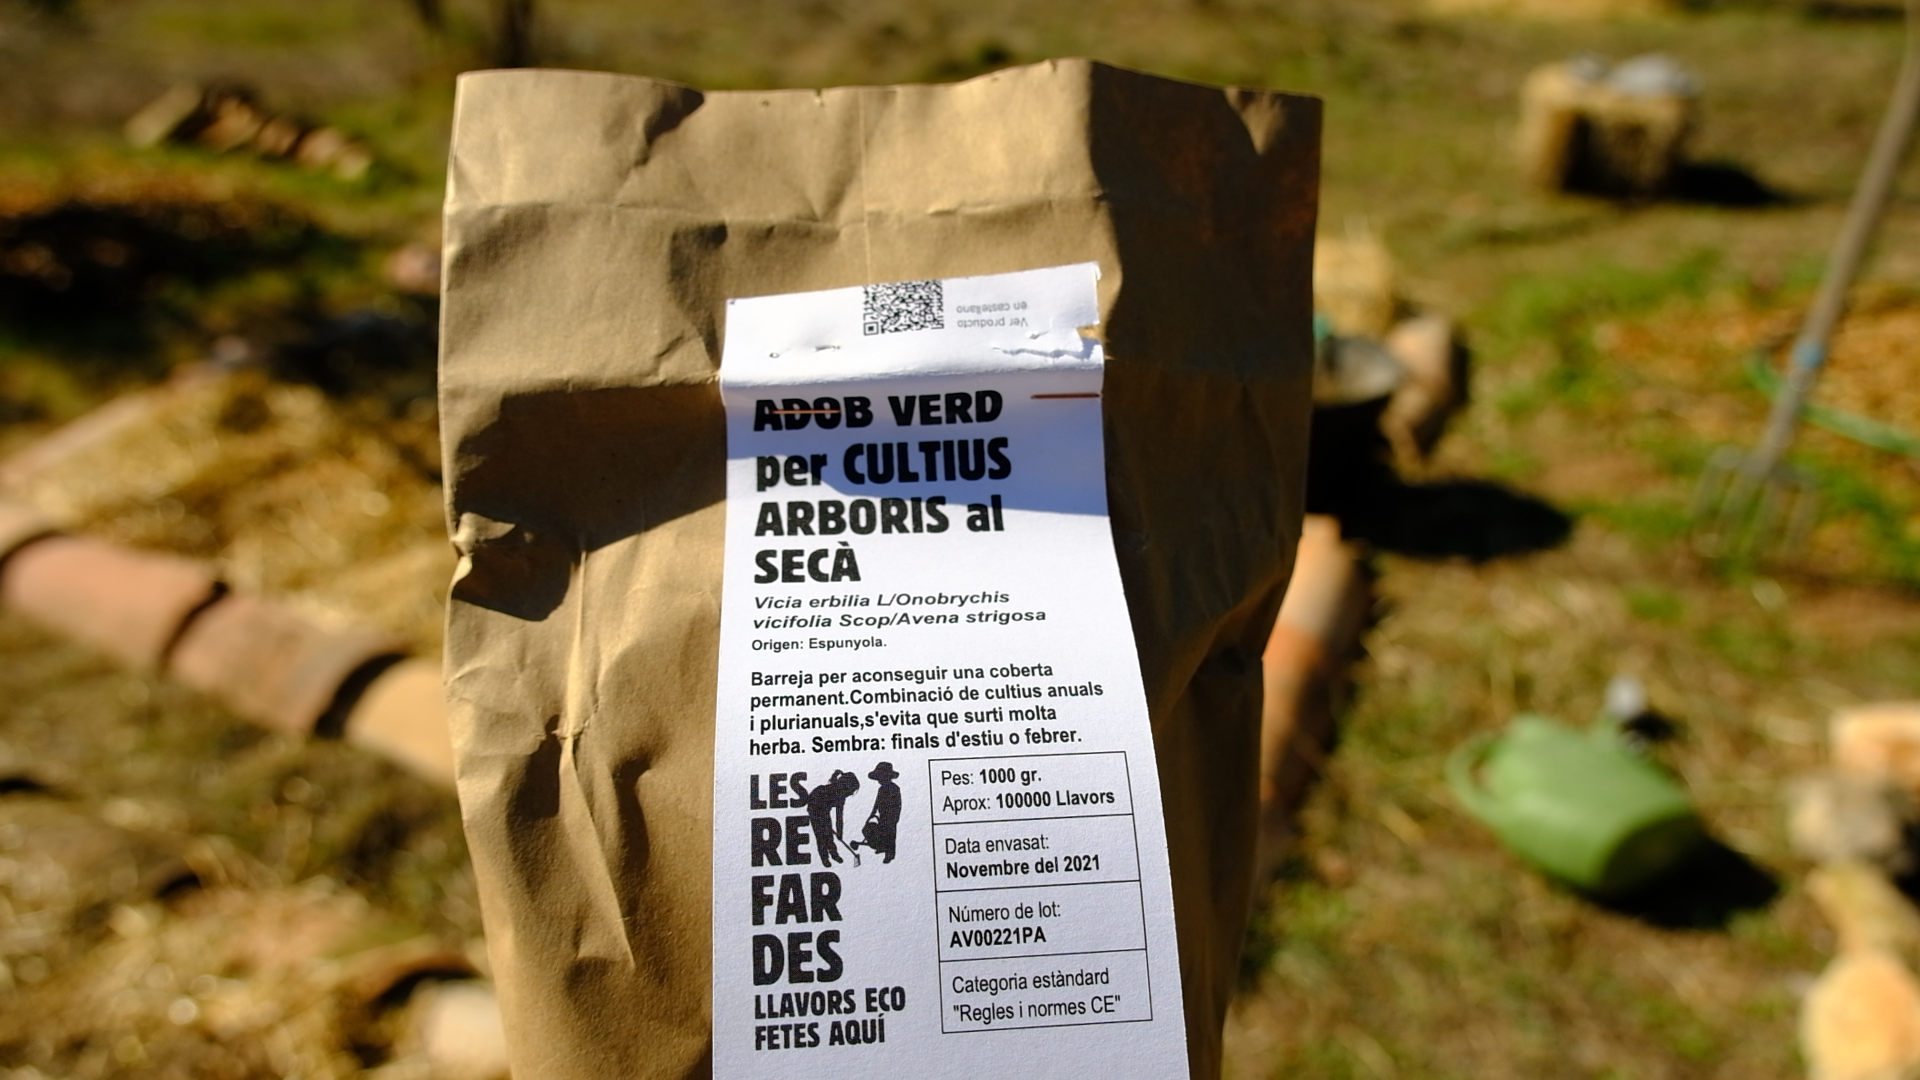 Ver producto
en castellano
ADOB VERD
per CULTIUS
ARBORIS al
SECÀ
Vicia erbilia L/Onobrychis
vicifolia Scop/Avena strigosa
Origen: Espunyola.
Barreja per aconseguir una coberta
permanent.Combinació de cultius anuals
i plurianuals,s'evita que surti molta
herba. Sembra: finals d'estiu o febrer.
LES
RE
FAR
DES
LLAVORS ECO
FETES AQUÍ
Pes: 1000 gr.
Aprox: 100000 Llavors
Data envasat:
Novembre del 2021
Número de lot:
AV00221PA
Categoria estàndard
"Regles i normes CE"